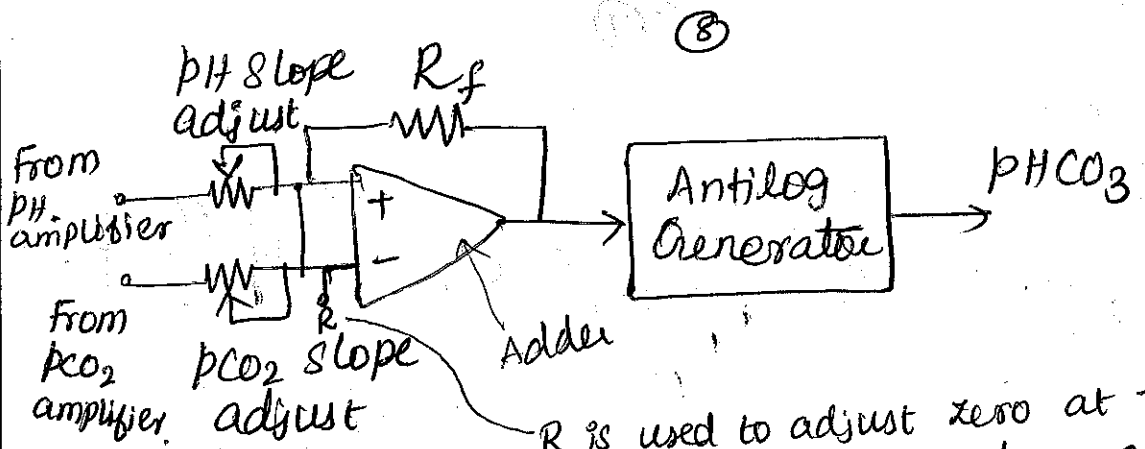 8
pH Slope
adjust
Rf
From
pH
amplifier
+
-
Antilog
Generator
pHCO3
From
pCO2
amplifier
R
pCO2 slope
adjust
Adder
R is used to adjust zero at